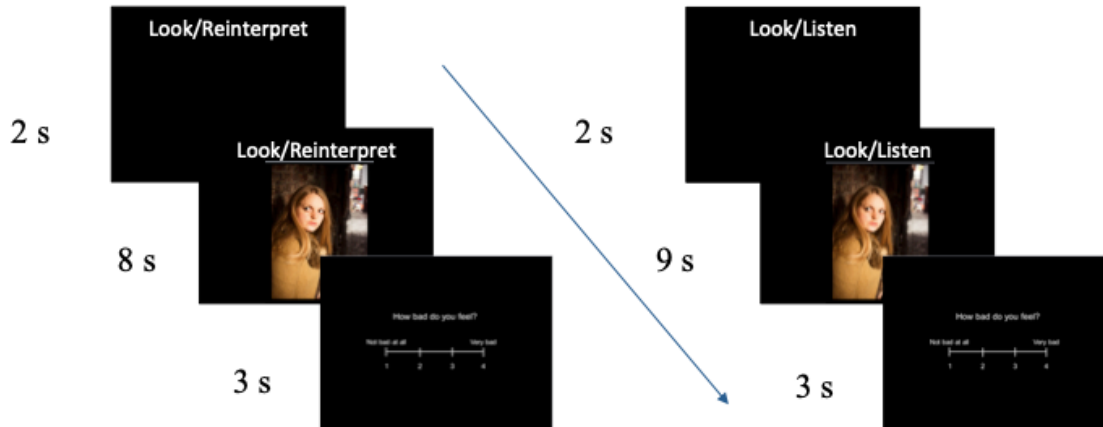 Look/Reinterpret
2 s
Look/Reinterpret
8 s
How bad do you feel?
Not bad at all Very bad
1 2 3 4
3 s
Look/Listen
2 s
Look/Listen
9 s
How bad do you feel?
Not bad at all Very bad
1 2 3 4
3 s